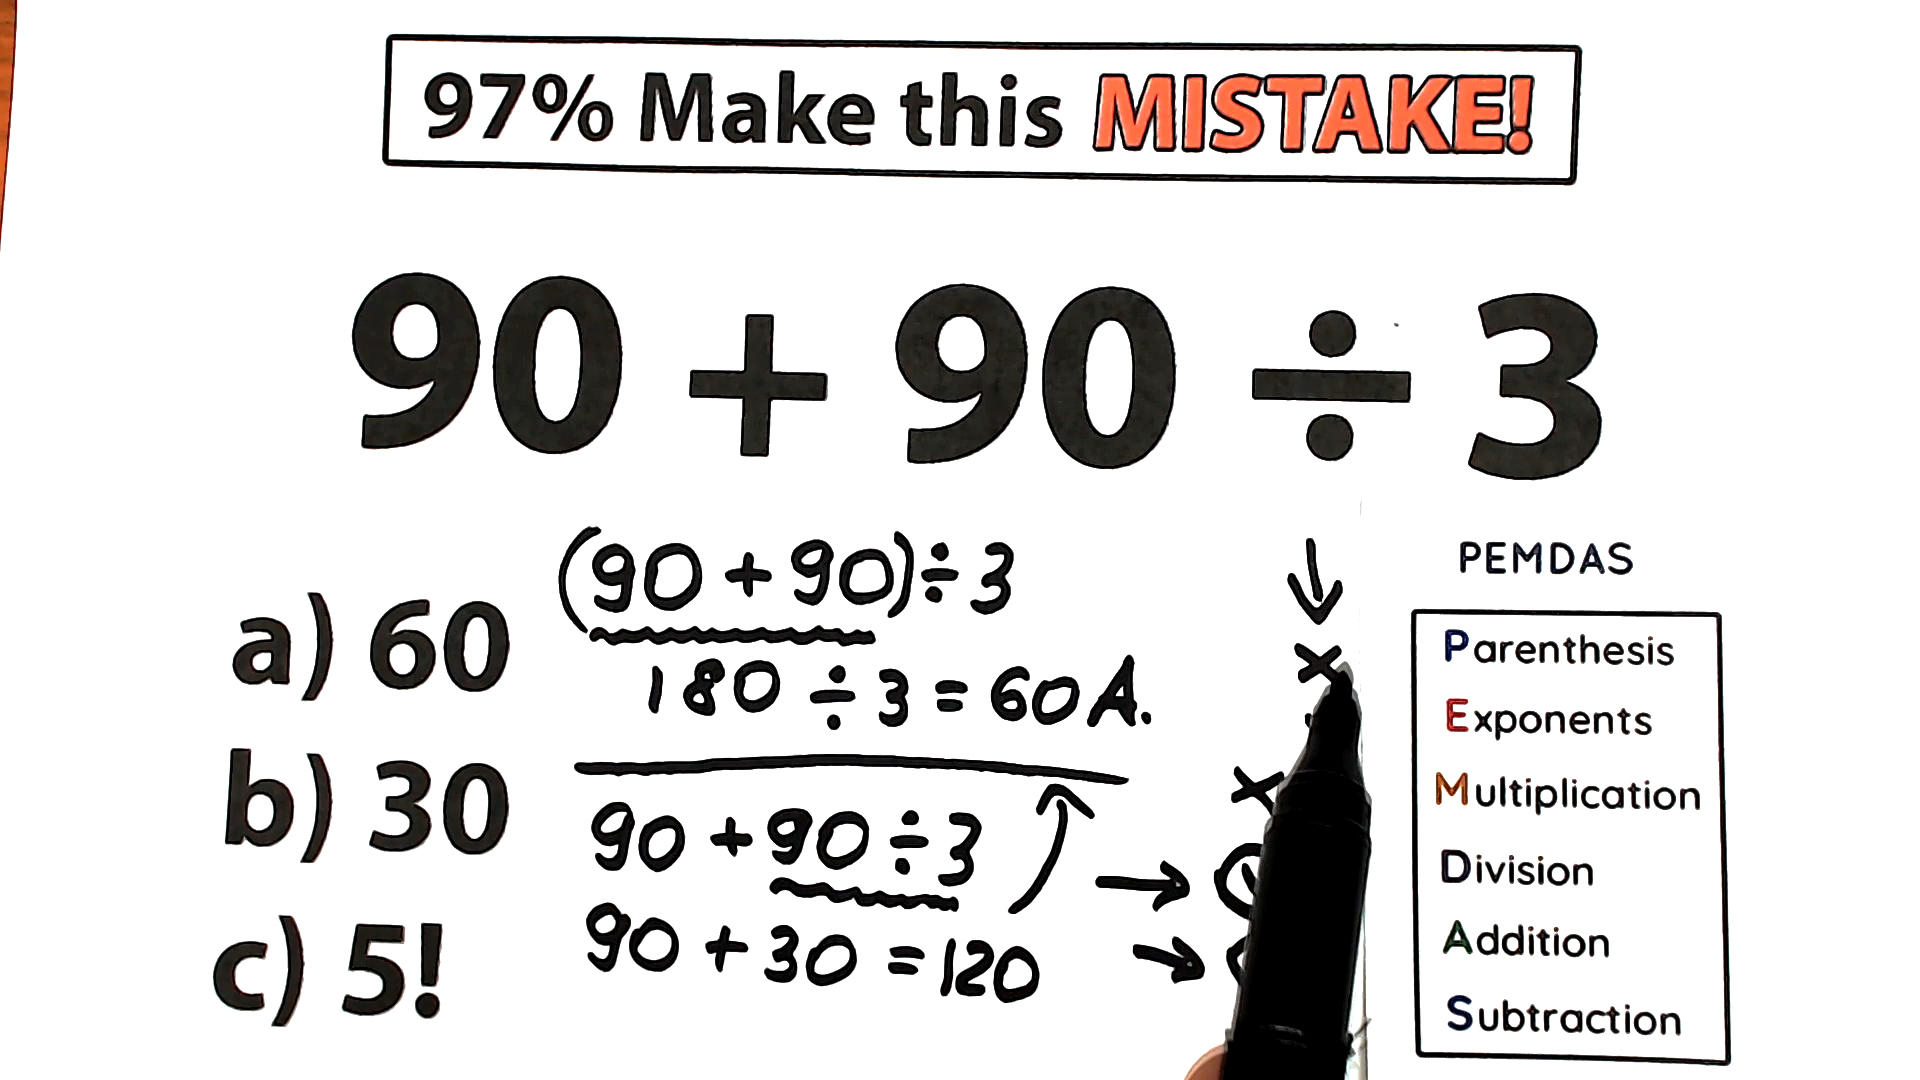 97% Make this MISTAKE!
90 + 90 ÷ 3
(90 + 90) ÷ 3
a) 60
180 ÷ 3 = 60 A.
b) 30
90 + 90 ÷ 3
c) 5!
90 + 30 = 120
↓
×
×
→
→
PEMDAS
Parenthesis
Exponents
Multiplication
Division
Addition
Subtraction